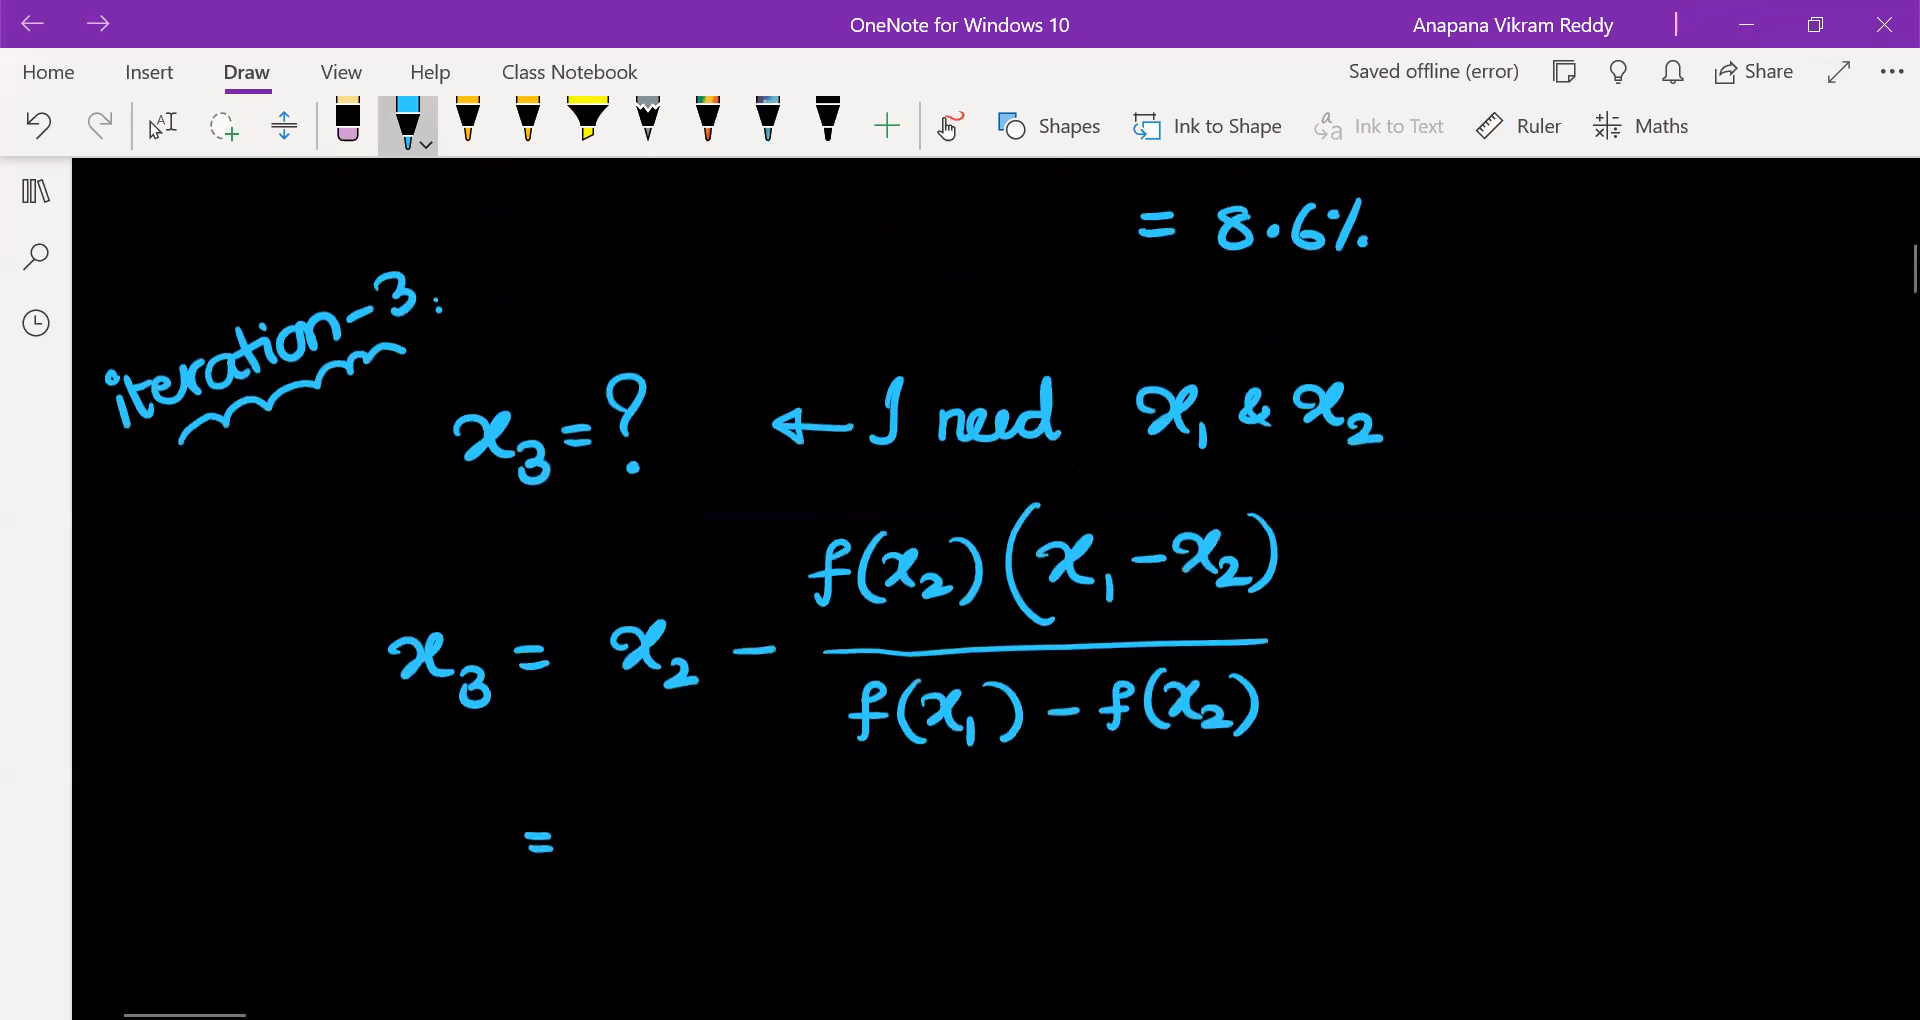 OneNote for Windows 10
Anapana Vikram Reddy
Home Insert Draw View Help Class Notebook
Saved offline (error) Share
Shapes Ink to Shape Ink to Text Ruler Maths
= 8.6%
iteration-3:
x₃ = ? ← I need x₁ & x₂
f(x₂)(x₁ - x₂)
x₃ = x₂ -
f(x₁) - f(x₂)
=